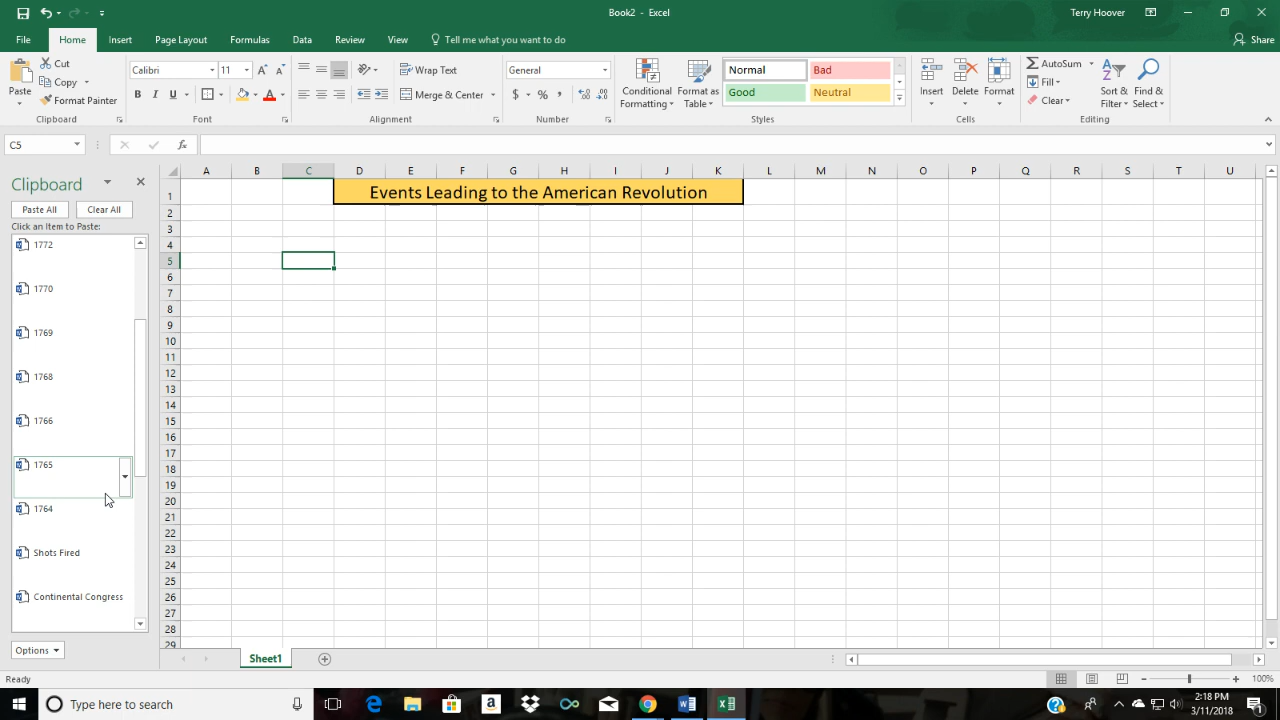 Book2 - Excel
Terry Hoover
File
Home
Insert
Page Layout
Formulas
Data
Review
View
Tell me what you want to do
Share
Paste
Cut
Copy
Format Painter
Clipboard
Calibri
11
B I U
Font
Wrap Text
Merge & Center
Alignment
General
$ % ,
Number
Conditional Formatting
Format as Table
Normal
Bad
Good
Neutral
Styles
Insert
Delete
Format
Cells
AutoSum
Fill
Clear
Sort & Filter
Find & Select
Editing
C5
fx
Clipboard
Paste All
Clear All
Click an Item to Paste:
1772
1770
1769
1768
1766
1765
1764
Shots Fired
Continental Congress
Options
A B C D E F G H I J K L M N O P Q R S T U
1
Events Leading to the American Revolution
2
3
4
5
6
7
8
9
10
11
12
13
14
15
16
17
18
19
20
21
22
23
24
25
26
27
28
29
Sheet1
Ready
100%
Type here to search
2:18 PM
3/11/2018